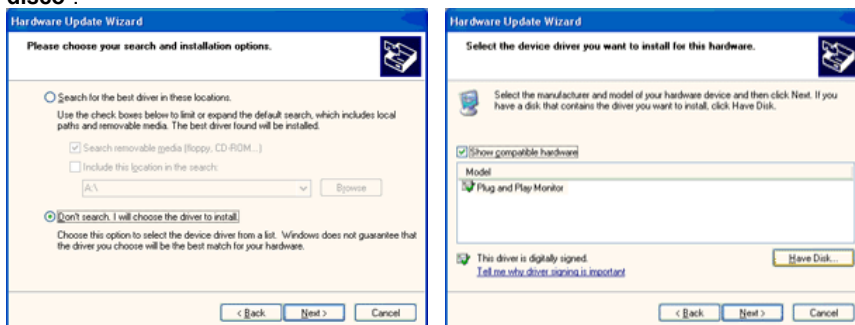 disco".
Hardware Update Wizard
Please choose your search and installation options.
Search for the best driver in these locations.
Use the check boxes below to limit or expand the default search, which includes local
paths and removable media. The best driver found will be installed.
Search removable media (floppy, CD-ROM...)
Include this location in the search:
A:\
Browse
Don't search. I will choose the driver to install.
Choose this option to select the device driver from a list. Windows does not guarantee that
the driver you choose will be the best match for your hardware.
< Back
Next >
Cancel
Hardware Update Wizard
Select the device driver you want to install for this hardware.
Select the manufacturer and model of your hardware device and then click Next. If you
have a disk that contains the driver you want to install, click Have Disk.
Show compatible hardware
Model
Plug and Play Monitor
This driver is digitally signed.
Tell me why driver signing is important
Have Disk...
< Back
Next >
Cancel